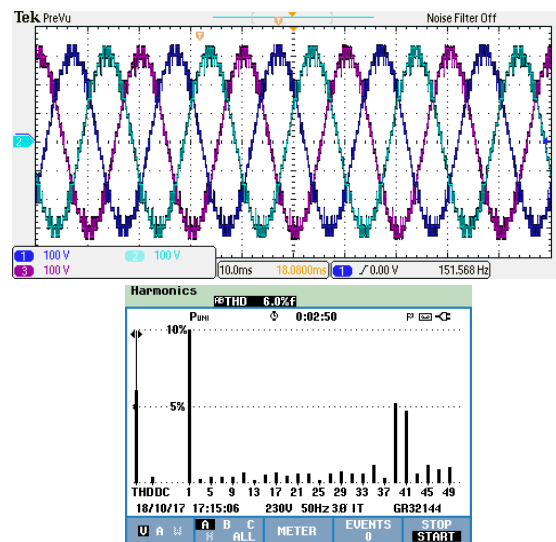 Tek PreVu Noise Filter Off
T
T
2
1 100 V 2 100 V
3 100 V 10.0ms 18.0800ms 1 0.00 V 151.568 Hz
Harmonics
THD 6.0%f
PUNI 0:02:50
10%
5%
THDDC 1 5 9 13 17 21 25 29 33 37 41 45 49
18/10/17 17:15:06 230V 50Hz 3Ø IT GR32144
V A W A B C N ALL METER EVENTS 0 STOP START